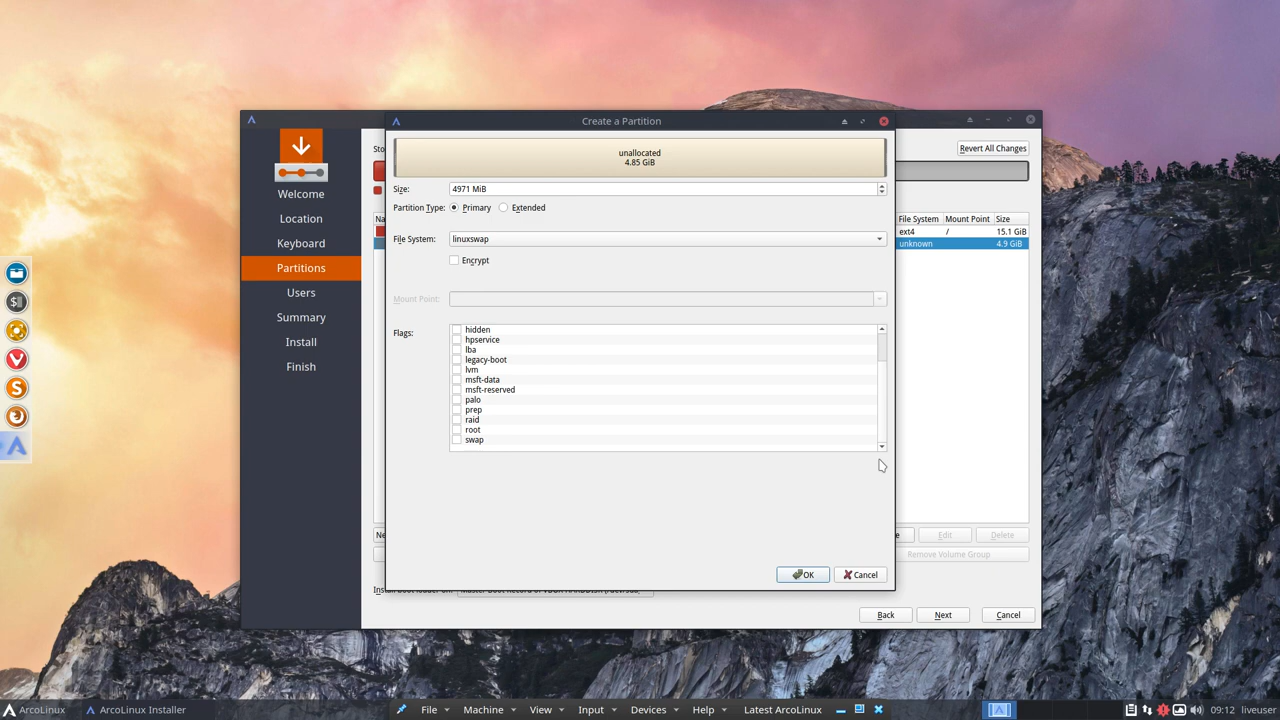 Create a Partition
unallocated
4.85 GiB
Size:
4971 MiB
Partition Type:
Primary
Extended
File System:
linuxswap
Encrypt
Mount Point:
Flags:
hidden
hpservice
lba
legacy-boot
lvm
msft-data
msft-reserved
palo
prep
raid
root
swap
OK
Cancel
Welcome
Location
Keyboard
Partitions
Users
Summary
Install
Finish
Revert All Changes
File System Mount Point Size
ext4 / 15.1 GiB
unknown 4.9 GiB
Edit
Delete
Remove Volume Group
Back
Next
Cancel
ArcoLinux
ArcoLinux Installer
File
Machine
View
Input
Devices
Help
Latest ArcoLinux
09:12
liveuser